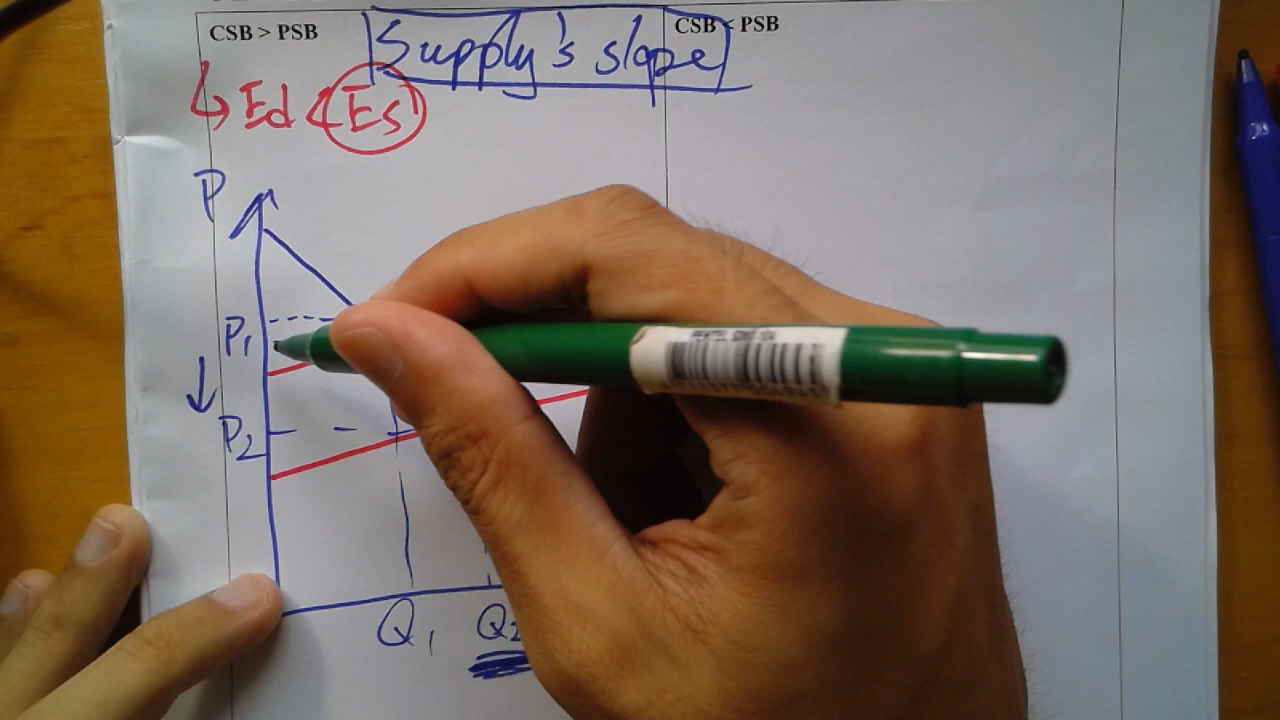 CSB > PSB
Supply's slope
CSB < PSB
Ed < Es
P
P1
P2
Q1
Q2